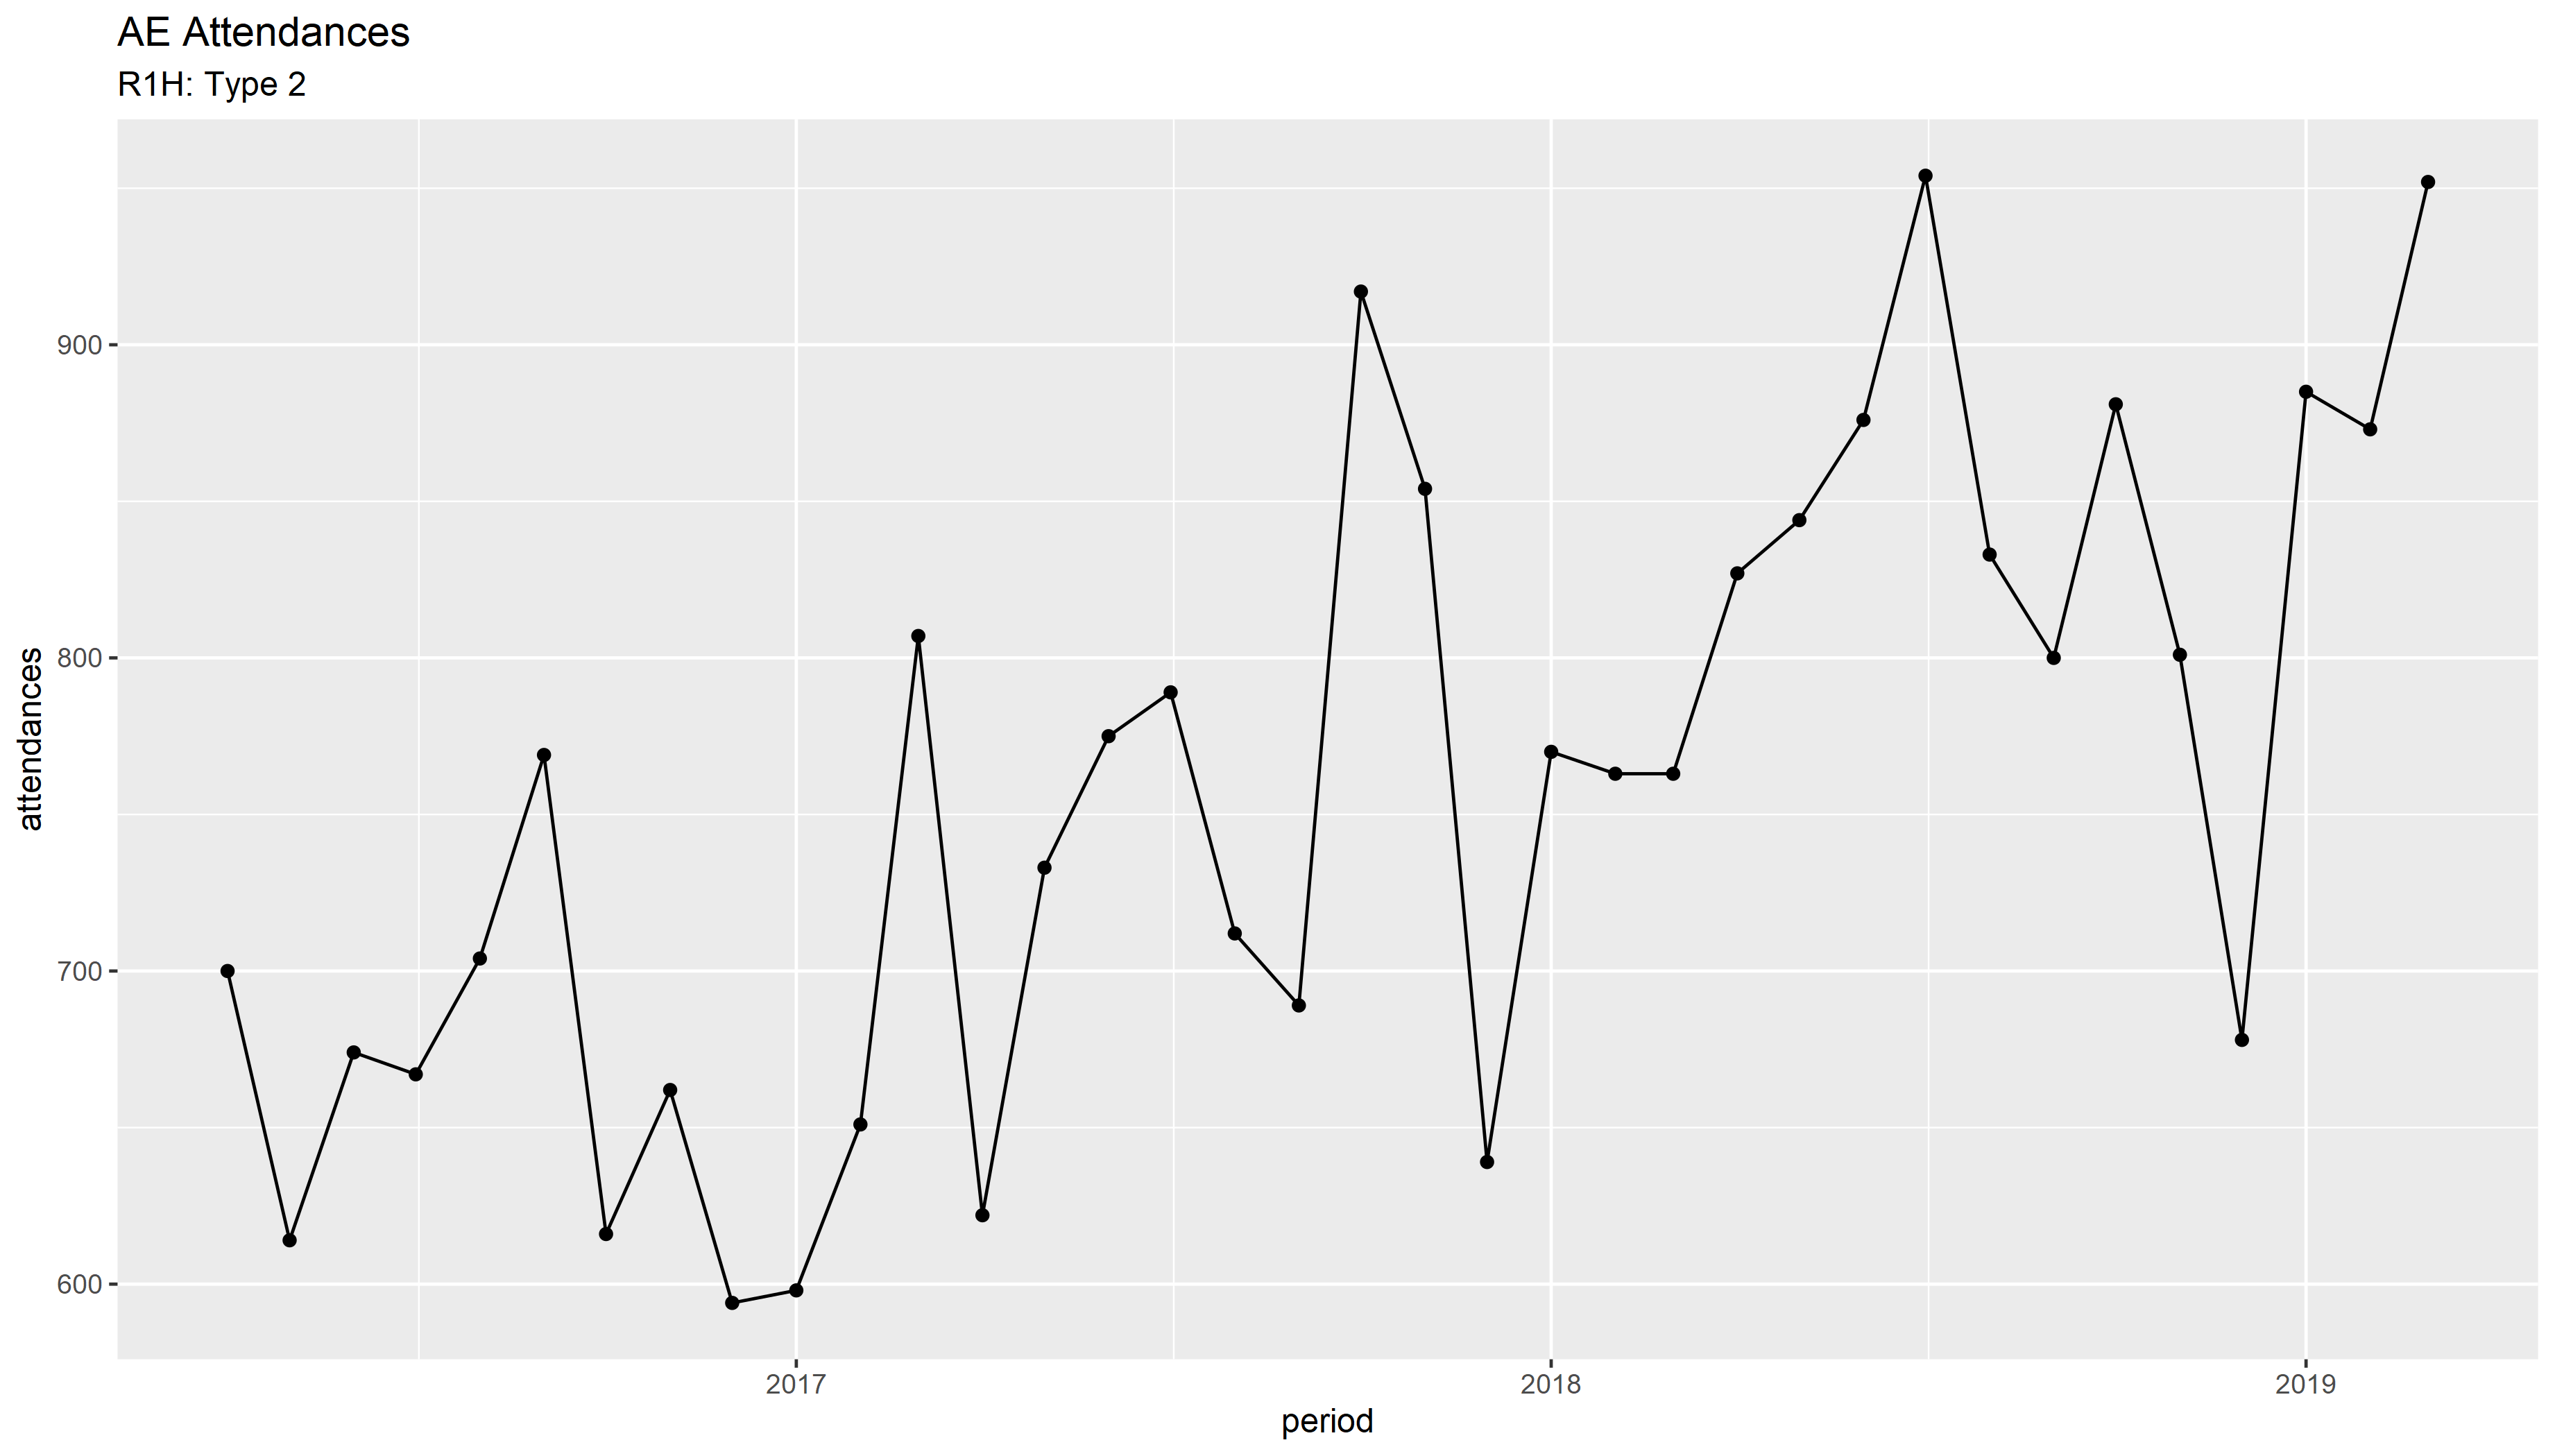 AE Attendances
R1H: Type 2
attendances
900
800
700
600
2017
2018
2019
period